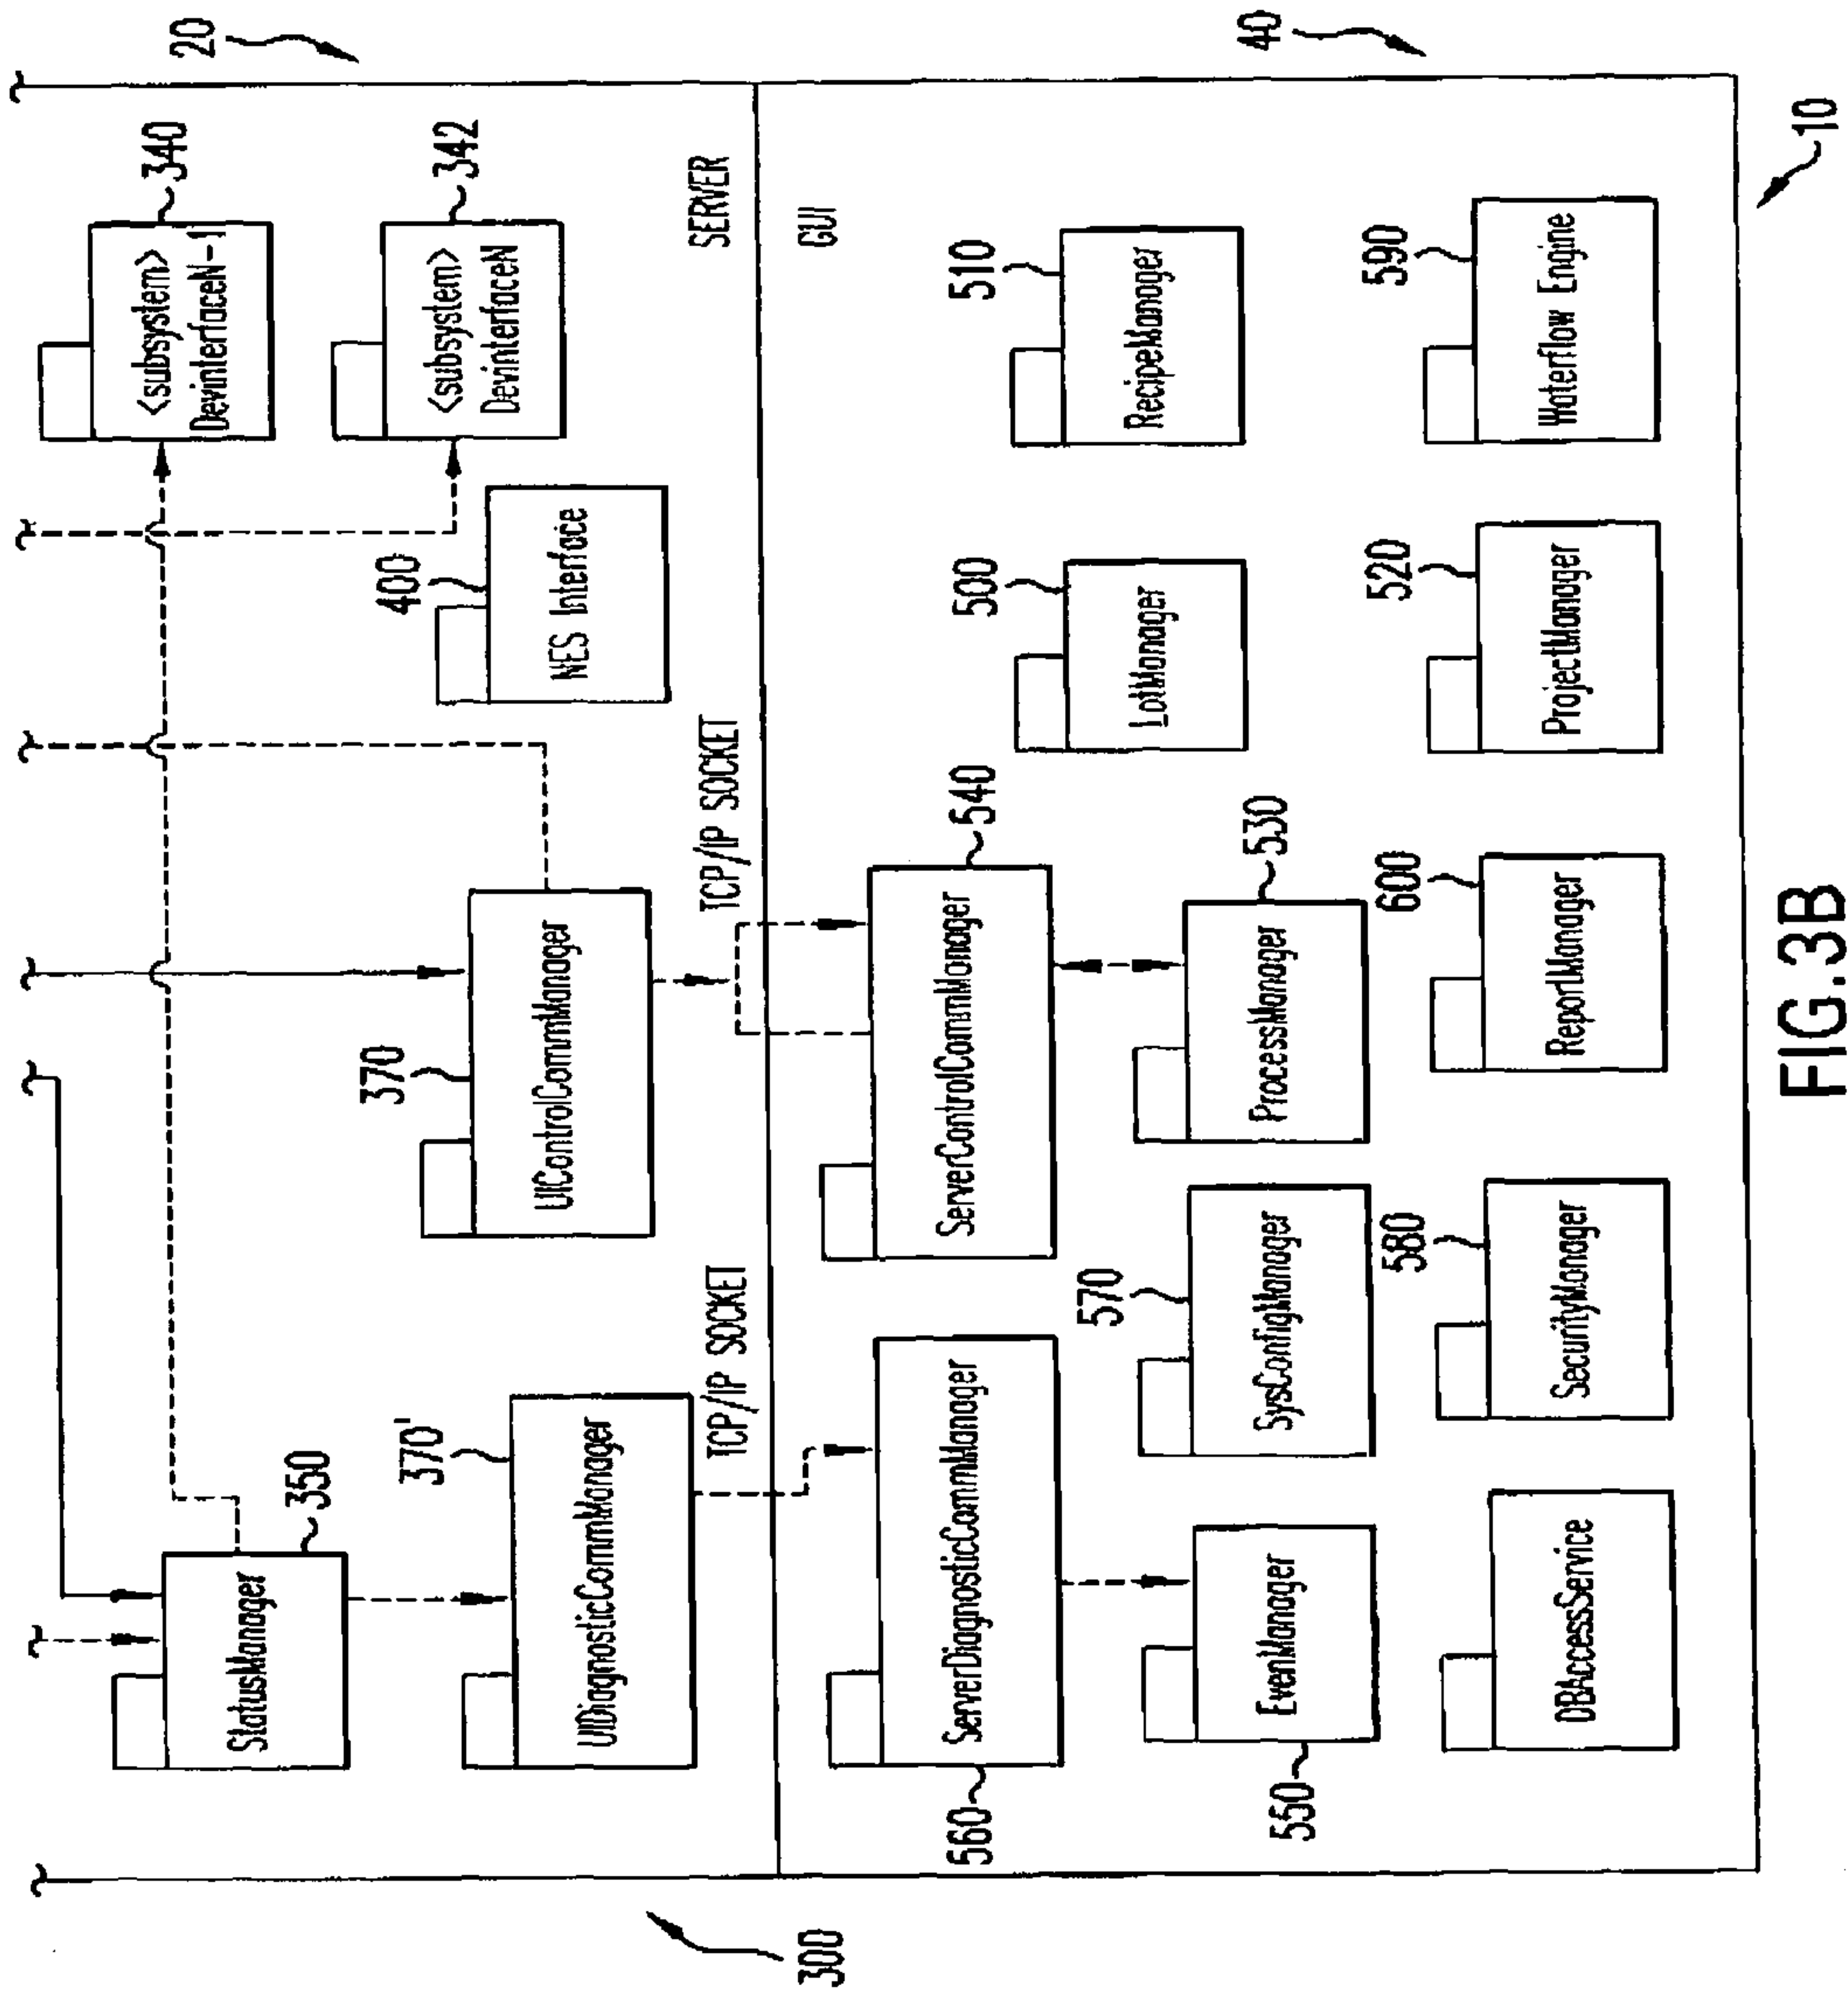 20
<subsystem>
DevinterfaceN-1
340
<subsystem>
DevinterfaceN
342
StatusManager
350
UIControlCommManager
370
NES Interface
400
UIDiagnosticCommManager
370'
TCP/IP SOCKET
TCP/IP SOCKET
SERVER
GUI
300
40
ServerDiagnosticCommManager
560
ServerControlCommManager
540
LotManager
500
RecipeManager
510
EvenManager
550
SysConfigManager
570
ProcessManager
530
DBAccessService
SecurityManager
580
ReportManager
600
ProjectManager
520
Waterflow Engine
590
10
FIG.3B